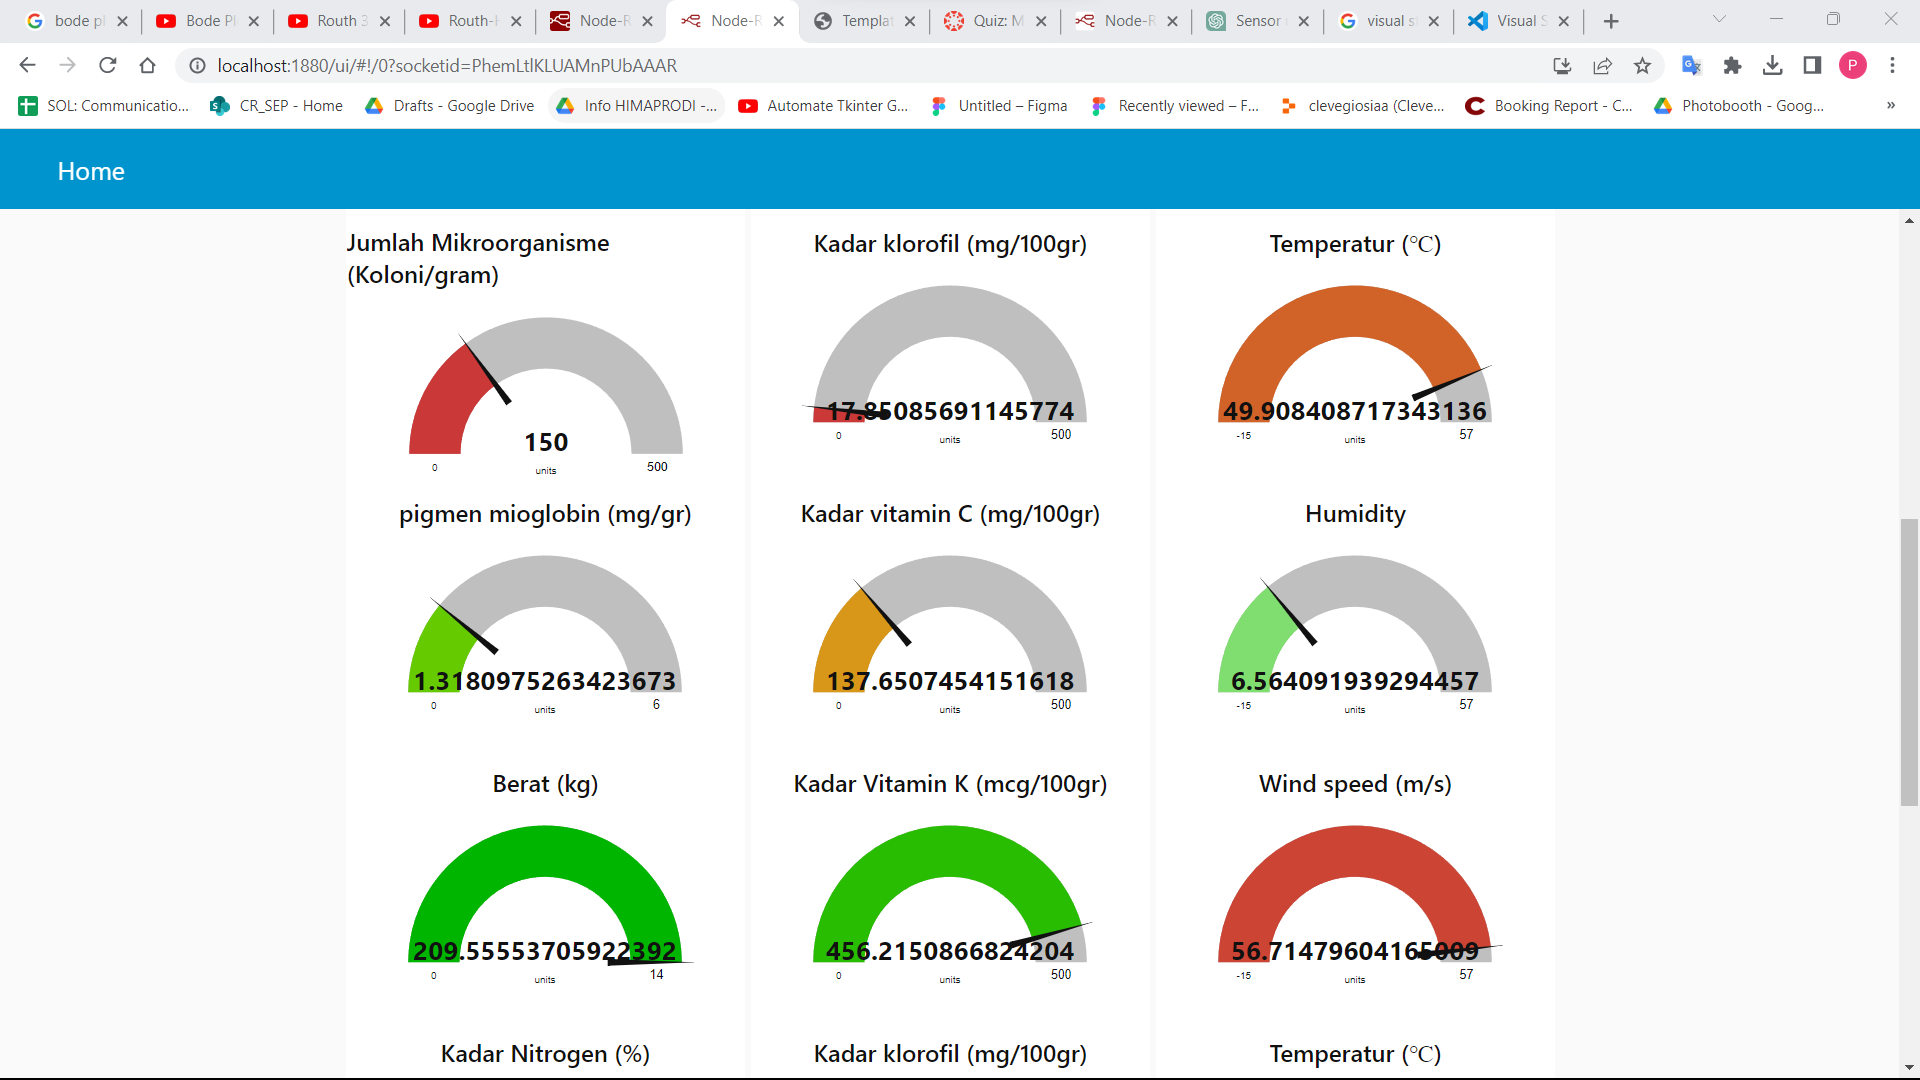 bode pl
Bode Pl
Routh 3
Routh-H
Node-R
Node-R
Templat
Quiz: M
Node-R
Sensor
visual st
Visual S
localhost:1880/ui/#!/0?socketid=PhemLtlKLUAMnPUbAAAR
P
SOL: Communicatio...
CR_SEP - Home
Drafts - Google Drive
Info HIMAPRODI -...
Automate Tkinter G...
Untitled – Figma
Recently viewed – F...
clevegiosiaa (Cleve...
Booking Report - C...
Photobooth - Goog...
»
Home
Jumlah Mikroorganisme
(Koloni/gram)
150
0 units 500
Kadar klorofil (mg/100gr)
17.85085691145774
0 units 500
Temperatur (℃)
49.908408717343136
-15 units 57
pigmen mioglobin (mg/gr)
1.3180975263423673
0 units 6
Kadar vitamin C (mg/100gr)
137.6507454151618
0 units 500
Humidity
6.564091939294457
-15 units 57
Berat (kg)
209.55553705922392
0 units 14
Kadar Vitamin K (mcg/100gr)
456.2150866824204
0 units 500
Wind speed (m/s)
56.71479604165009
-15 units 57
Kadar Nitrogen (%)
Kadar klorofil (mg/100gr)
Temperatur (℃)